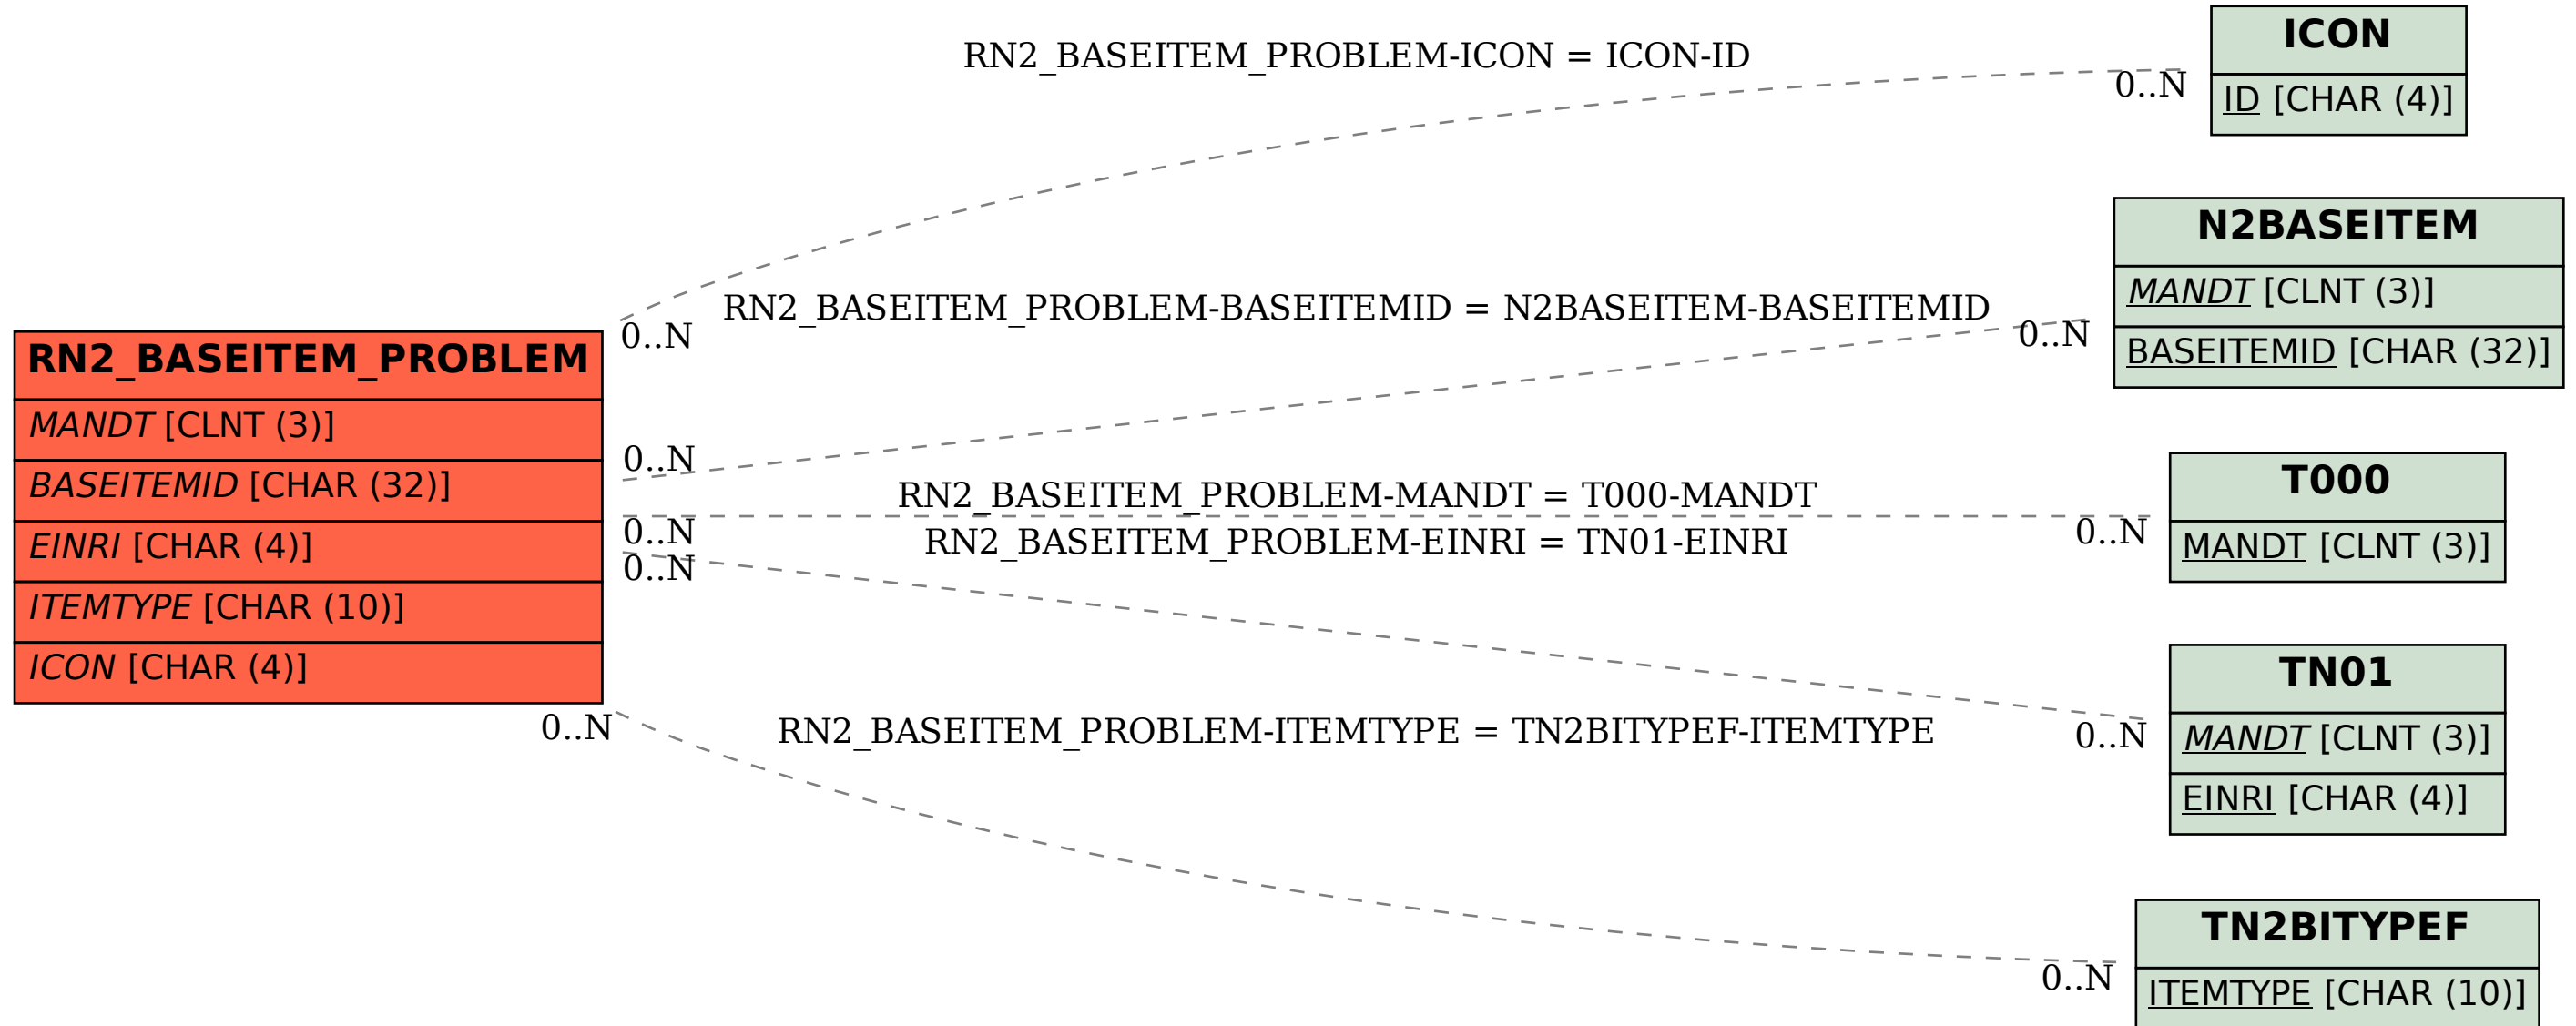 RN2_BASEITEM_PROBLEM
MANDT [CLNT (3)]
BASEITEMID [CHAR (32)]
EINRI [CHAR (4)]
ITEMTYPE [CHAR (10)]
ICON [CHAR (4)]
RN2_BASEITEM_PROBLEM-ICON = ICON-ID
0..N
0..N
RN2_BASEITEM_PROBLEM-BASEITEMID = N2BASEITEM-BASEITEMID
0..N
0..N
RN2_BASEITEM_PROBLEM-MANDT = T000-MANDT
0..N
0..N
RN2_BASEITEM_PROBLEM-EINRI = TN01-EINRI
0..N
0..N
RN2_BASEITEM_PROBLEM-ITEMTYPE = TN2BITYPEF-ITEMTYPE
0..N
0..N
ICON
ID [CHAR (4)]
N2BASEITEM
MANDT [CLNT (3)]
BASEITEMID [CHAR (32)]
T000
MANDT [CLNT (3)]
TN01
MANDT [CLNT (3)]
EINRI [CHAR (4)]
TN2BITYPEF
ITEMTYPE [CHAR (10)]